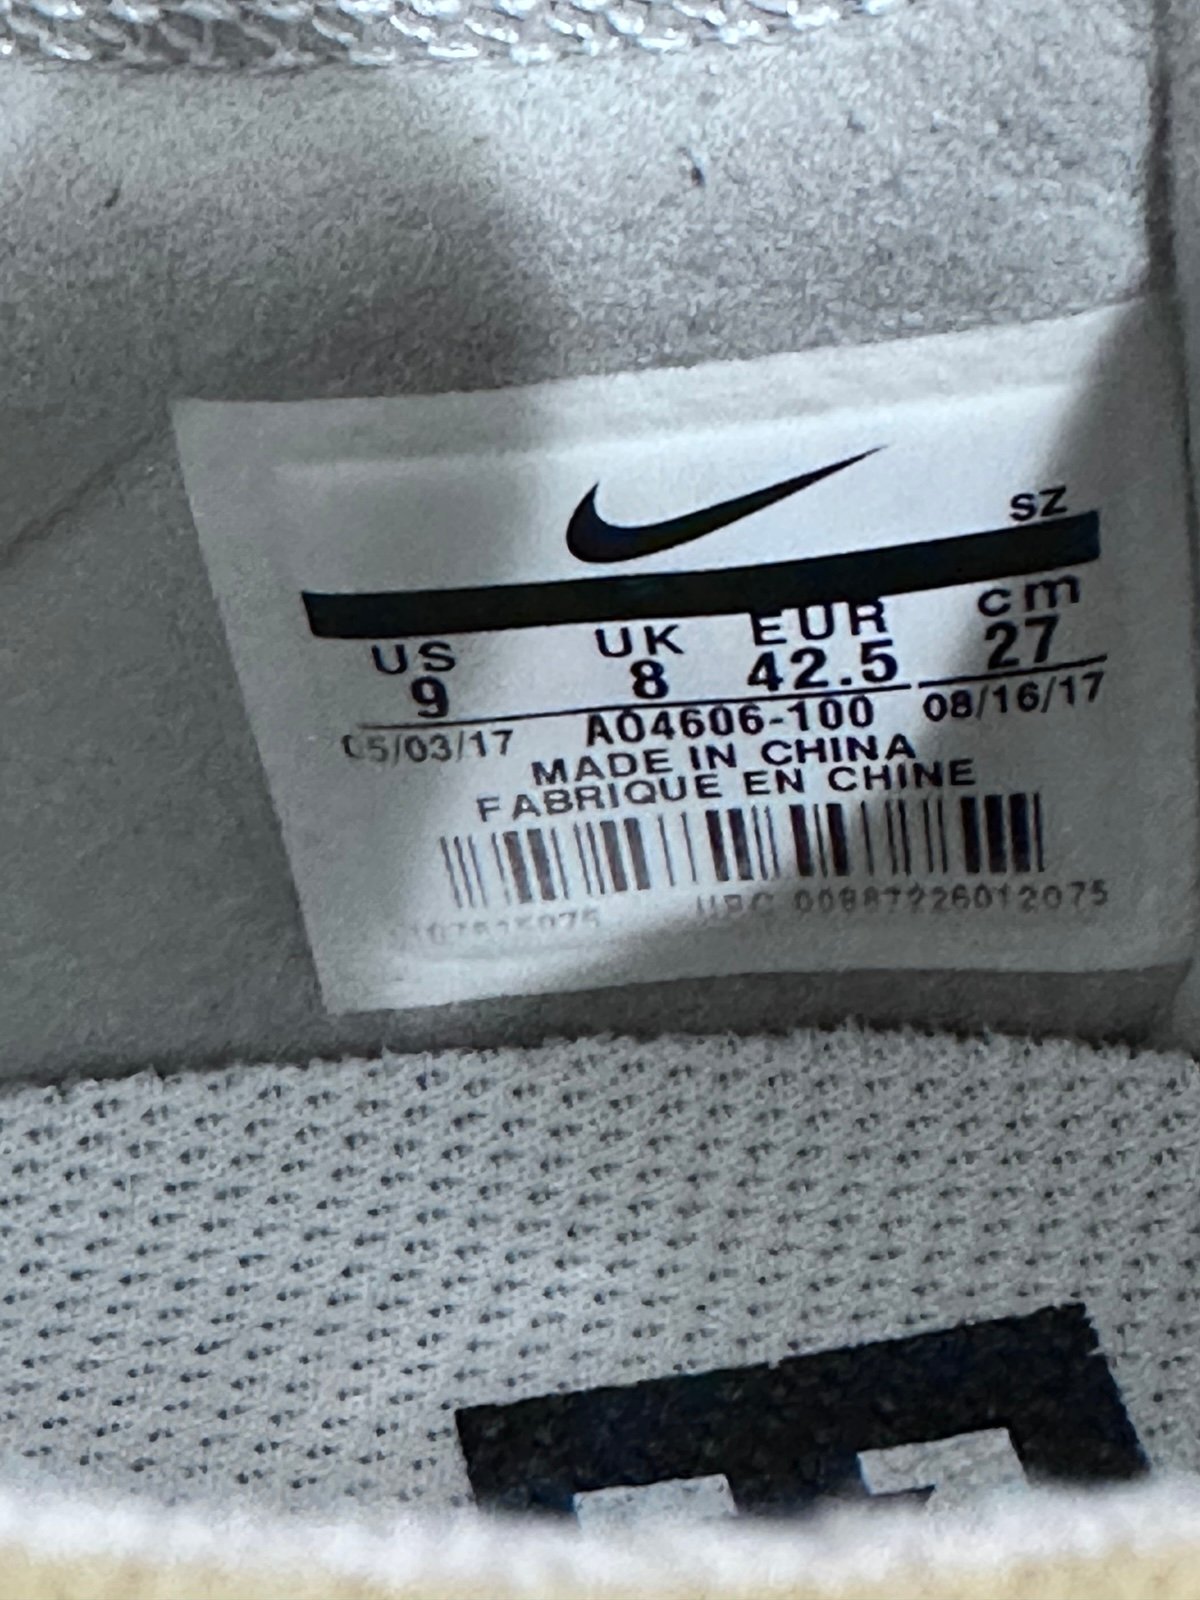 SZ
US UK EUR cm
9 8 42.5 27
05/03/17 AO4606-100 08/16/17
MADE IN CHINA
FABRIQUE EN CHINE
UPC 00887226012075